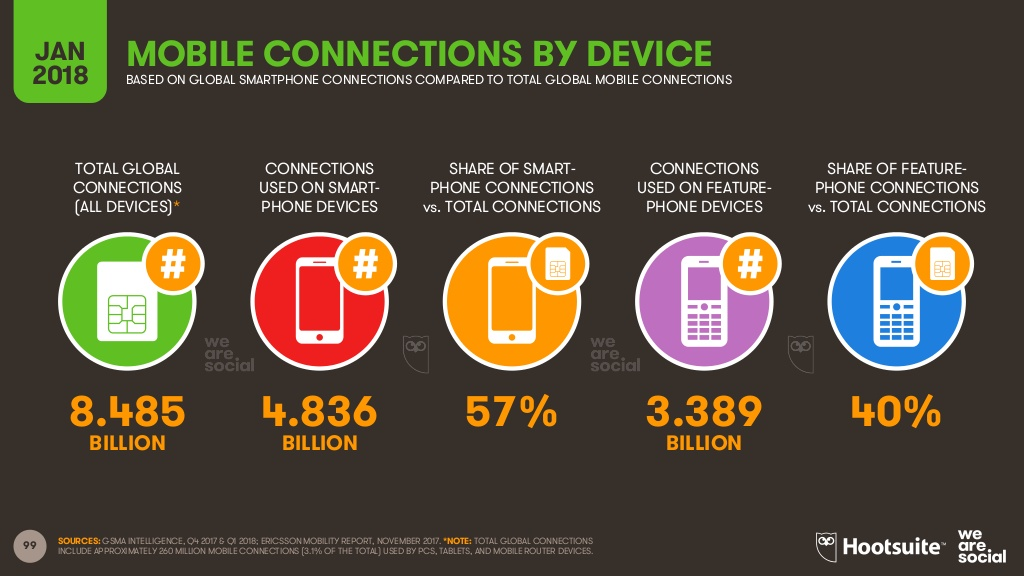 JAN
2018
MOBILE CONNECTIONS BY DEVICE
BASED ON GLOBAL SMARTPHONE CONNECTIONS COMPARED TO TOTAL GLOBAL MOBILE CONNECTIONS
TOTAL GLOBAL
CONNECTIONS
(ALL DEVICES)*
#
8.485
BILLION
CONNECTIONS
USED ON SMART-
PHONE DEVICES
#
4.836
BILLION
SHARE OF SMART-
PHONE CONNECTIONS
vs. TOTAL CONNECTIONS
57%
CONNECTIONS
USED ON FEATURE-
PHONE DEVICES
#
3.389
BILLION
SHARE OF FEATURE-
PHONE CONNECTIONS
vs. TOTAL CONNECTIONS
40%
we
are
social
we
are
social
99
SOURCES: GSMA INTELLIGENCE, Q4 2017 & Q1 2018; ERICSSON MOBILITY REPORT, NOVEMBER 2017. *NOTE: TOTAL GLOBAL CONNECTIONS
INCLUDE APPROXIMATELY 260 MILLION MOBILE CONNECTIONS (3.1% OF THE TOTAL) USED BY PCS, TABLETS, AND MOBILE ROUTER DEVICES.
Hootsuite™
we
are
social